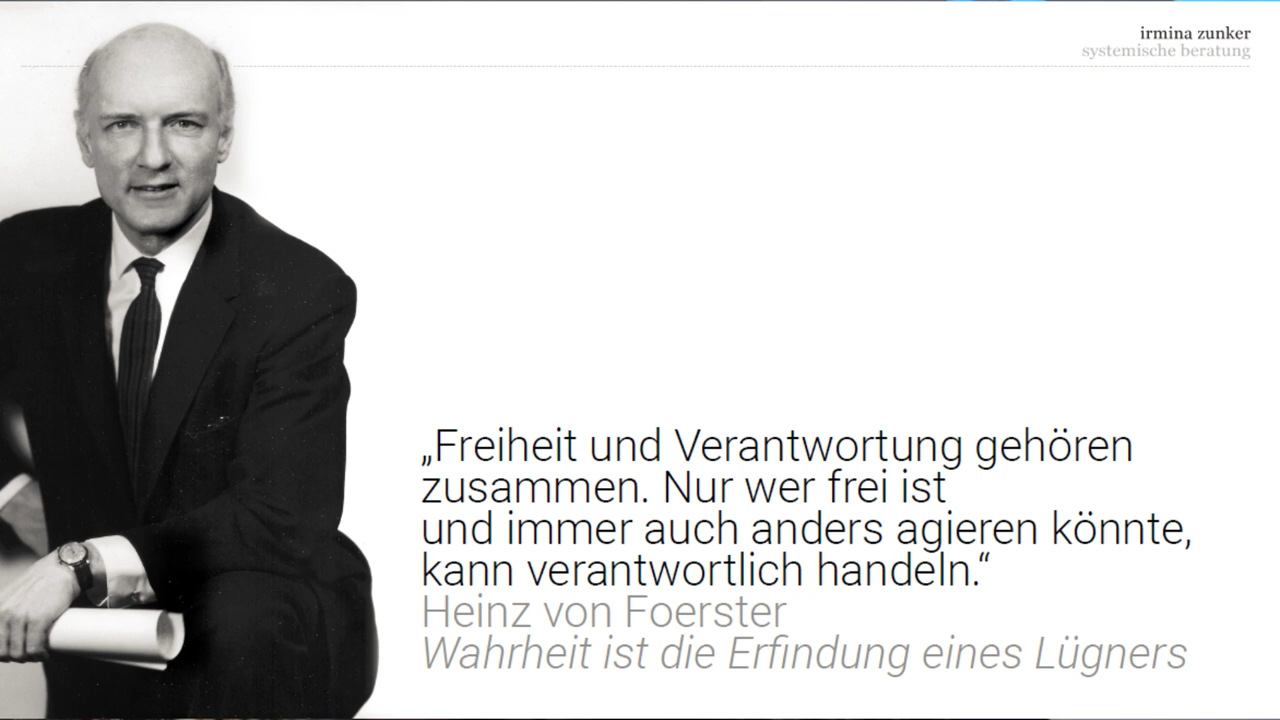 irmina zunker
systemische beratung
„Freiheit und Verantwortung gehören
zusammen. Nur wer frei ist
und immer auch anders agieren könnte,
kann verantwortlich handeln.“
Heinz von Foerster
Wahrheit ist die Erfindung eines Lügners